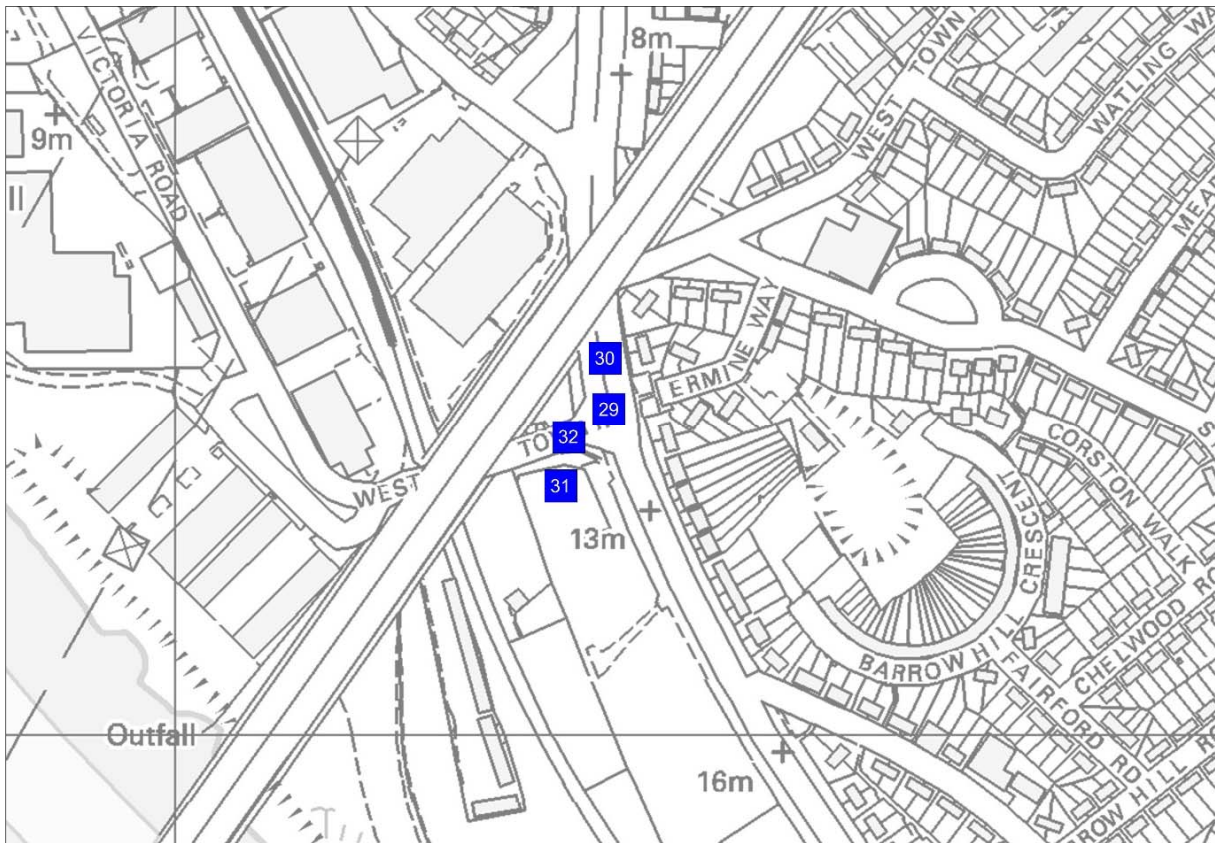 8m
9m
VICTORIA ROAD
WEST
TOWN
WATLING WA
MEA
ll
30
ERMINE WAY
29
32
WEST
TO
31
13m
CORSTON WALK
CRESCENT
BARROW HILL
FAIRFORD RD
CHELWOOD RO
Outfall
16m
ROW HILL RO
S